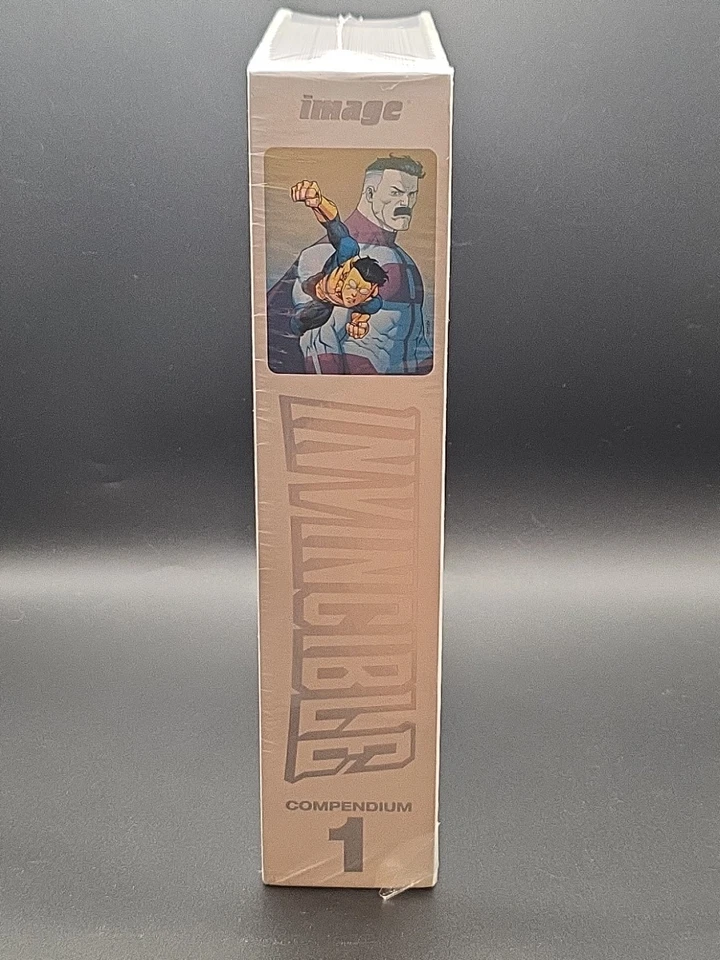 image
INVINCIBLE
COMPENDIUM
1